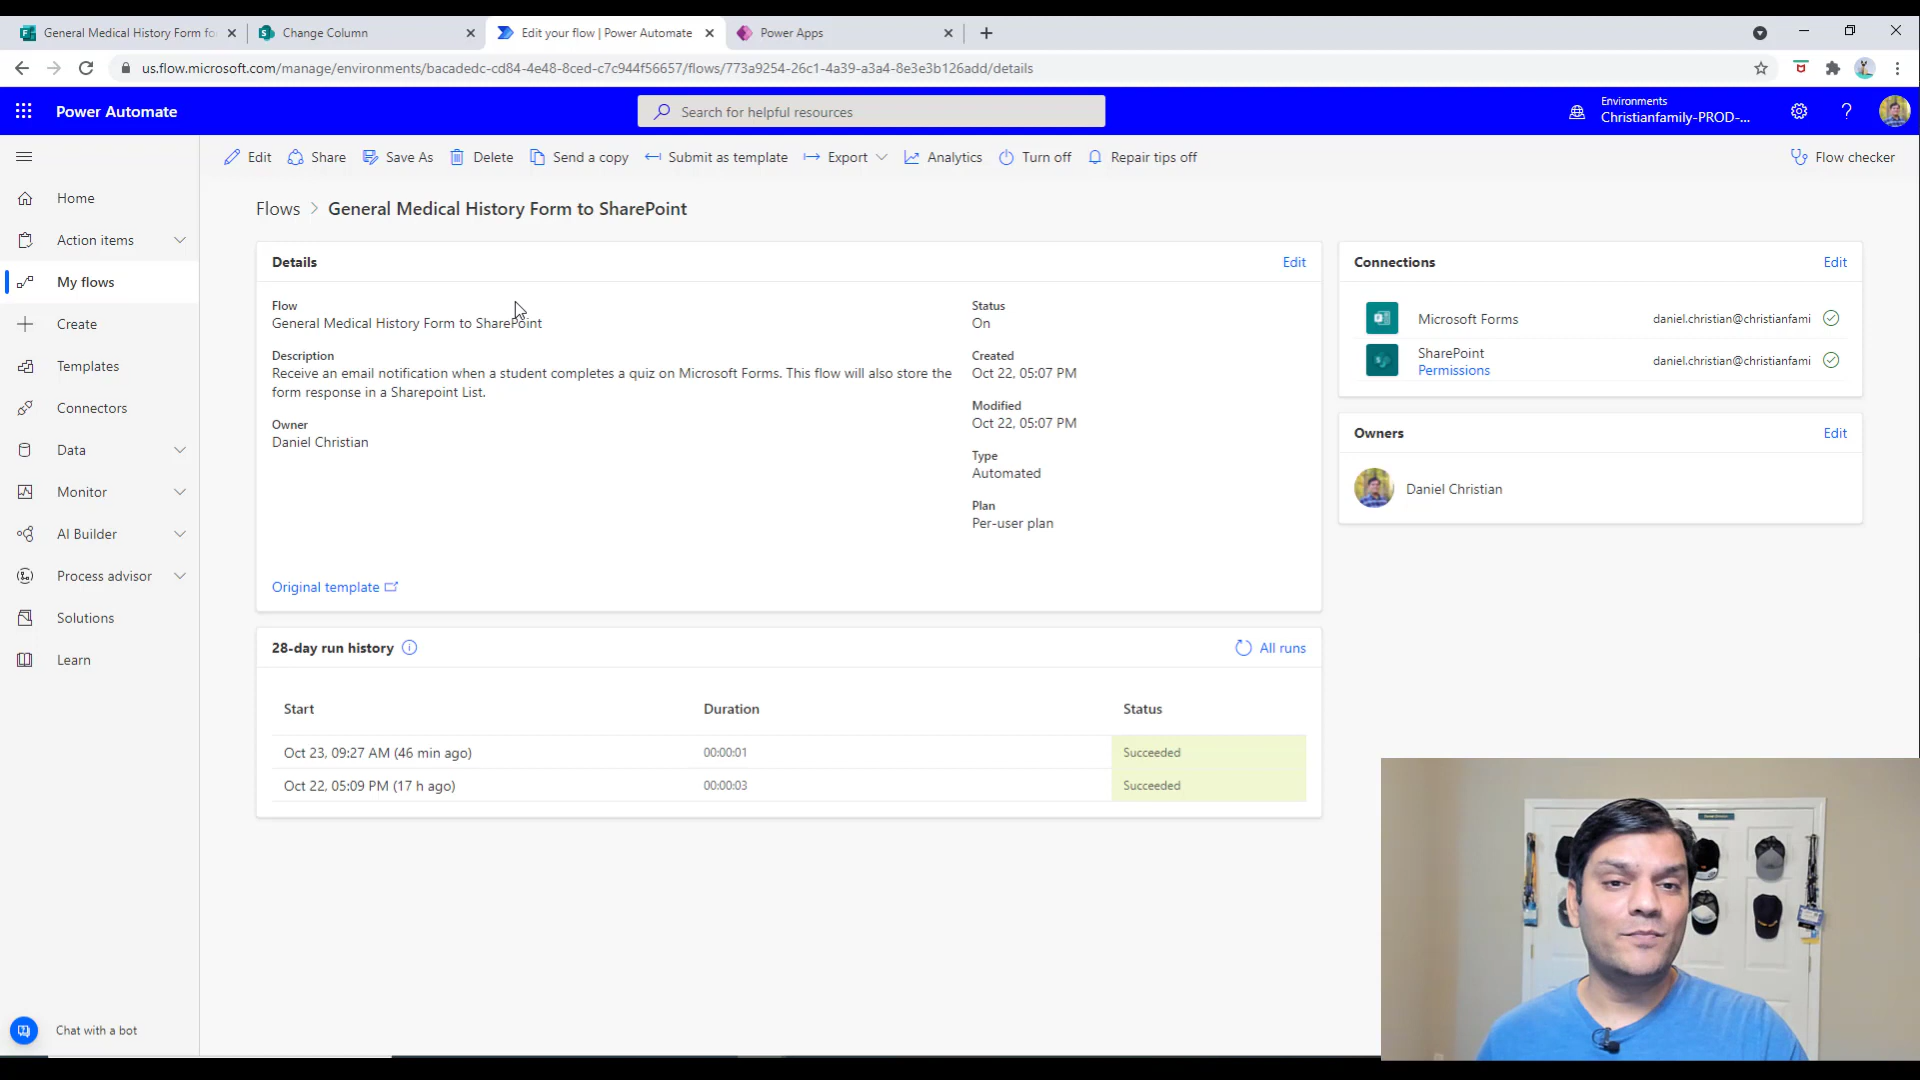 General Medical History Form fo
Change Column
Edit your flow | Power Automate
Power Apps
us.flow.microsoft.com/manage/environments/bacadedc-cd84-4e48-8ced-c7c944f56657/flows/773a9254-26c1-4a39-a3a4-8e3e3b126add/details
Power Automate
Search for helpful resources
Environments
Christianfamily-PROD-...
Edit
Share
Save As
Delete
Send a copy
Submit as template
Export
Analytics
Turn off
Repair tips off
Flow checker
Home
Action items
My flows
Create
Templates
Connectors
Data
Monitor
AI Builder
Process advisor
Solutions
Learn
Chat with a bot
Flows > General Medical History Form to SharePoint
Details
Edit
Flow
General Medical History Form to SharePoint
Description
Receive an email notification when a student completes a quiz on Microsoft Forms. This flow will also store the
form response in a Sharepoint List.
Owner
Daniel Christian
Status
On
Created
Oct 22, 05:07 PM
Modified
Oct 22, 05:07 PM
Type
Automated
Plan
Per-user plan
Original template
28-day run history
All runs
Start Duration Status
Oct 23, 09:27 AM (46 min ago) 00:00:01 Succeeded
Oct 22, 05:09 PM (17 h ago) 00:00:03 Succeeded
Connections
Edit
Microsoft Forms daniel.christian@christianfami
SharePoint
Permissions
daniel.christian@christianfami
Owners
Edit
Daniel Christian